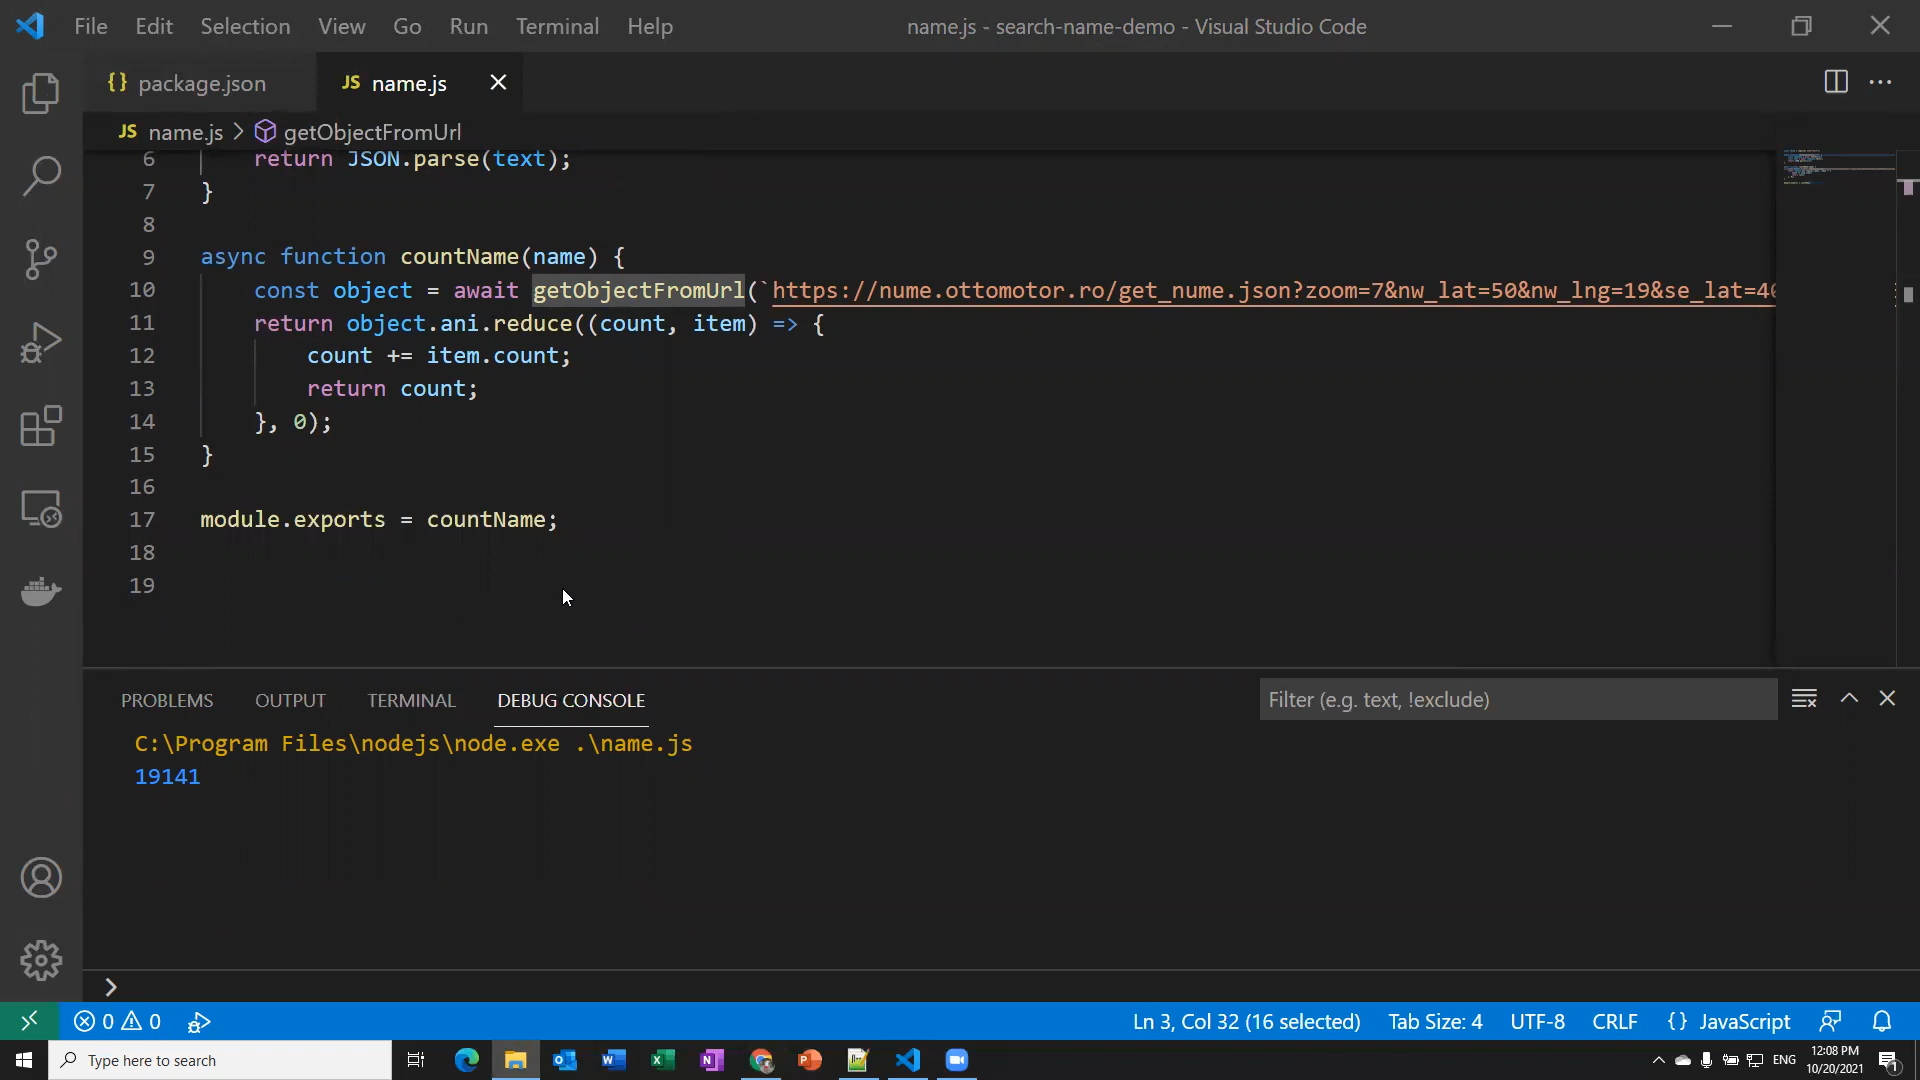 File Edit Selection View Go Run Terminal Help
name.js - search-name-demo - Visual Studio Code
{} package.json
JS name.js
JS name.js > getObjectFromUrl
6 return JSON.parse(text);
7 }
8
9 async function countName(name) {
10 const object = await getObjectFromUrl(`https://nume.ottomotor.ro/get_nume.json?zoom=7&nw_lat=50&nw_lng=19&se_lat=40
11 return object.ani.reduce((count, item) => {
12 count += item.count;
13 return count;
14 }, 0);
15 }
16
17 module.exports = countName;
18
19
PROBLEMS OUTPUT TERMINAL DEBUG CONSOLE
Filter (e.g. text, !exclude)
C:\Program Files\nodejs\node.exe .\name.js
19141
0 0
Ln 3, Col 32 (16 selected) Tab Size: 4 UTF-8 CRLF {} JavaScript
Type here to search
ENG
12:08 PM
10/20/2021
1